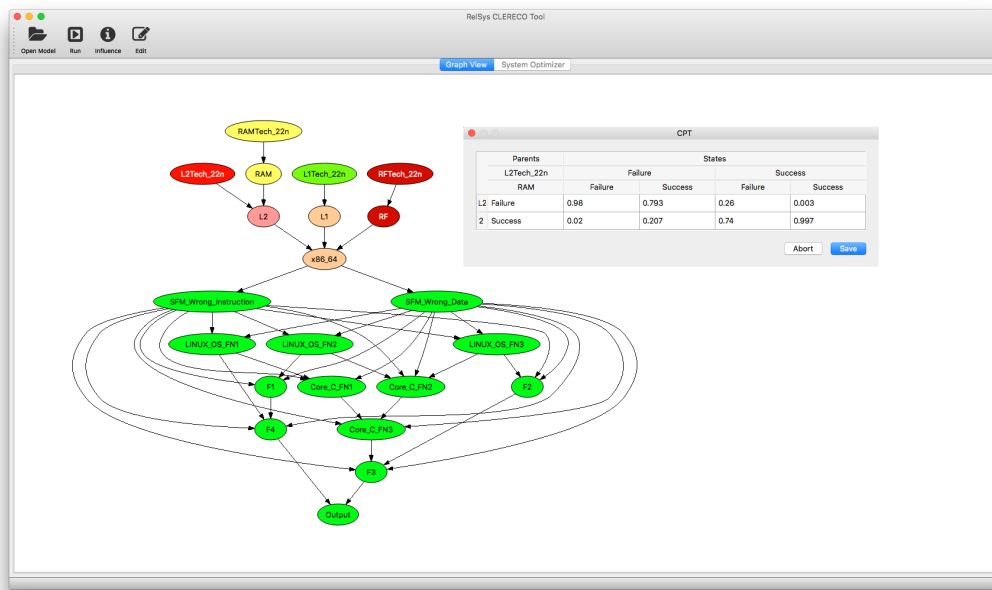 RelSys CLERECO Tool
Open Model Run Influence Edit
Graph View System Optimizer
RAMTech_22n
L2Tech_22n RAM L1Tech_22n RFTech_22n
L2 L1 RF
x86_64
SFM_Wrong_Instruction SFM_Wrong_Data
LINUX_OS_FN1 LINUX_OS_FN2 LINUX_OS_FN3
F1 Core_C_FN1 Core_C_FN2 F2
F4 Core_C_FN3
F3
Output
CPT
Parents States
L2Tech_22n Failure Success
RAM Failure Success Failure Success
L2 Failure 0.98 0.793 0.26 0.003
2 Success 0.02 0.207 0.74 0.997
Abort Save